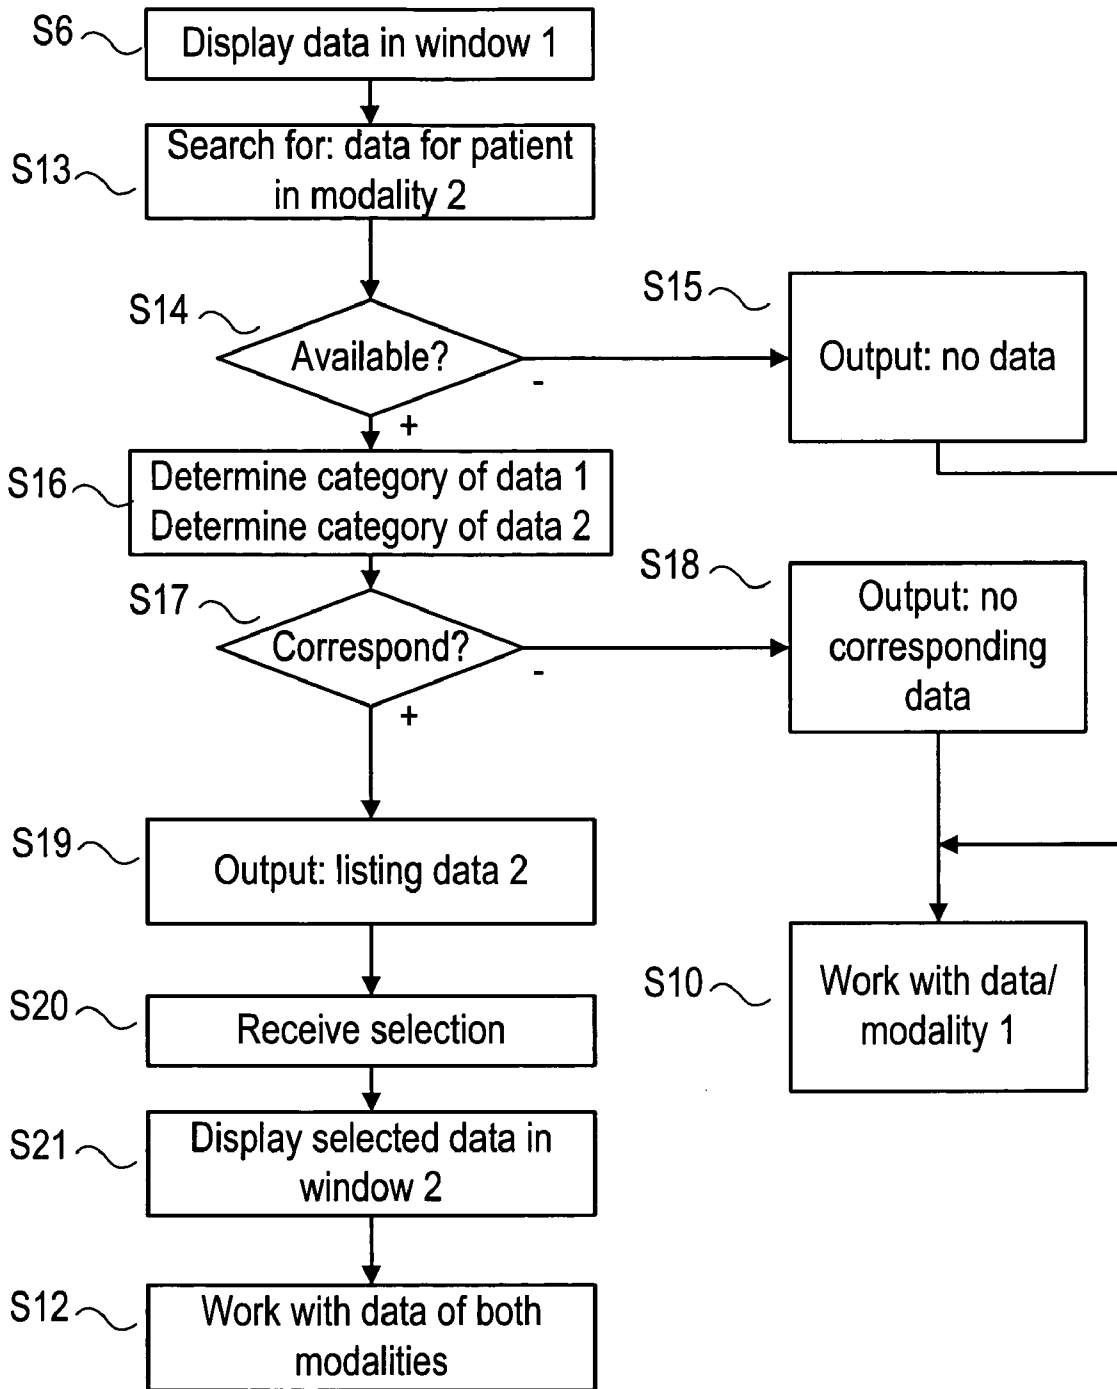 S6
Display data in window 1
S13
Search for: data for patient
in modality 2
S14
Available?
-
+
S15
Output: no data
S16
Determine category of data 1
Determine category of data 2
S17
Correspond?
-
+
S18
Output: no
corresponding
data
S19
Output: listing data 2
S20
Receive selection
S10
Work with data/
modality 1
S21
Display selected data in
window 2
S12
Work with data of both
modalities